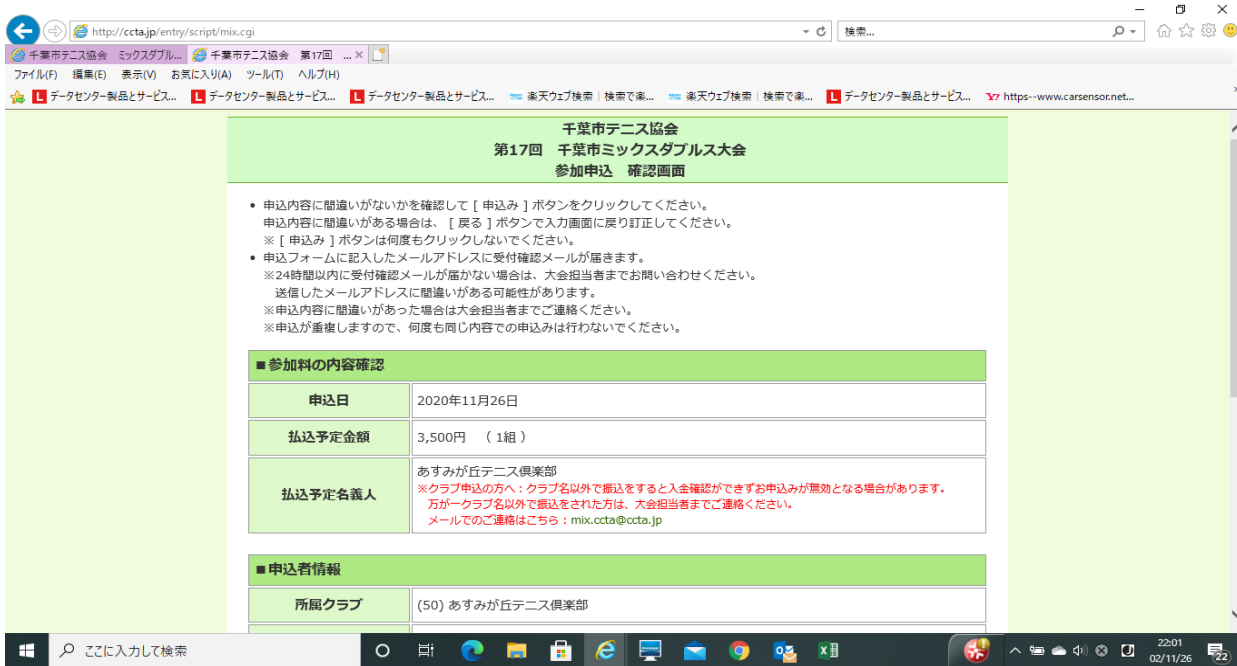 http://ccta.jp/entry/script/mix.cgi
検索...
千葉市テニス協会　ミックスダブル...
千葉市テニス協会　第17回　...
ファイル(F)　編集(E)　表示(V)　お気に入り(A)　ツール(T)　ヘルプ(H)
データセンター製品とサービス...　データセンター製品とサービス...　データセンター製品とサービス...　楽天ウェブ検索 | 検索で楽...　楽天ウェブ検索 | 検索で楽...　データセンター製品とサービス...　https--www.carsensor.net...
千葉市テニス協会
第17回　千葉市ミックスダブルス大会
参加申込　確認画面
• 申込内容に間違いがないかを確認して [ 申込み ] ボタンをクリックしてください。
申込内容に間違いがある場合は、 [ 戻る ] ボタンで入力画面に戻り訂正してください。
※ [ 申込み ] ボタンは何度もクリックしないでください。
• 申込フォームに記入したメールアドレスに受付確認メールが届きます。
※24時間以内に受付確認メールが届かない場合は、大会担当者までお問い合わせください。
送信したメールアドレスに間違いがある可能性があります。
※申込内容に間違いがあった場合は大会担当者までご連絡ください。
※申込が重複しますので、何度も同じ内容での申込みは行わないでください。
■参加料の内容確認
申込日　2020年11月26日
払込予定金額　3,500円　（ 1組 ）
払込予定名義人　あすみが丘テニス倶楽部
※クラブ申込の方へ：クラブ名以外で振込をすると入金確認ができずお申込みが無効となる場合があります。
万が一クラブ名以外で振込をされた方は、大会担当者までご連絡ください。
メールでのご連絡はこちら：mix.ccta@ccta.jp
■申込者情報
所属クラブ　(50) あすみが丘テニス倶楽部
ここに入力して検索
22:01
02/11/26
22